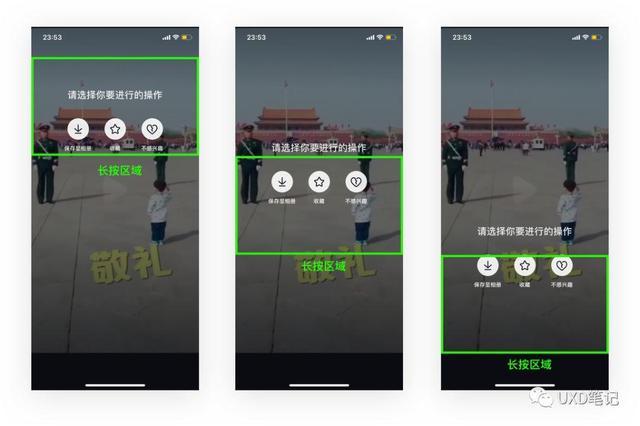 23:53
请选择你要进行的操作
保存至相册 收藏 不感兴趣
长按区域
敬礼
23:53
请选择你要进行的操作
保存至相册 收藏 不感兴趣
长按区域
敬礼
23:53
请选择你要进行的操作
敬礼
保存至相册 收藏 不感兴趣
长按区域
UXD笔记